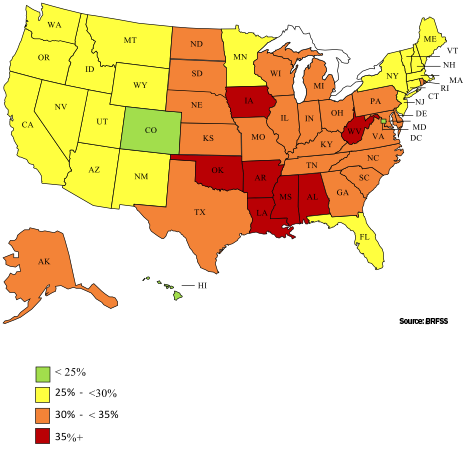 WA
MT
ND
MN
ME
VT
NH
OR
ID
SD
WI
MI
NY
MA
WY
RI
CT
IA
PA
NJ
NV
NE
OH
DE
UT
CO
IL
IN
WV
MD
CA
KS
MO
KY
VA
DC
NC
TN
AZ
NM
OK
AR
SC
MS
AL
GA
TX
LA
FL
AK
HI
Source: BRFSS
< 25%
25% - <30%
30% - < 35%
35%+